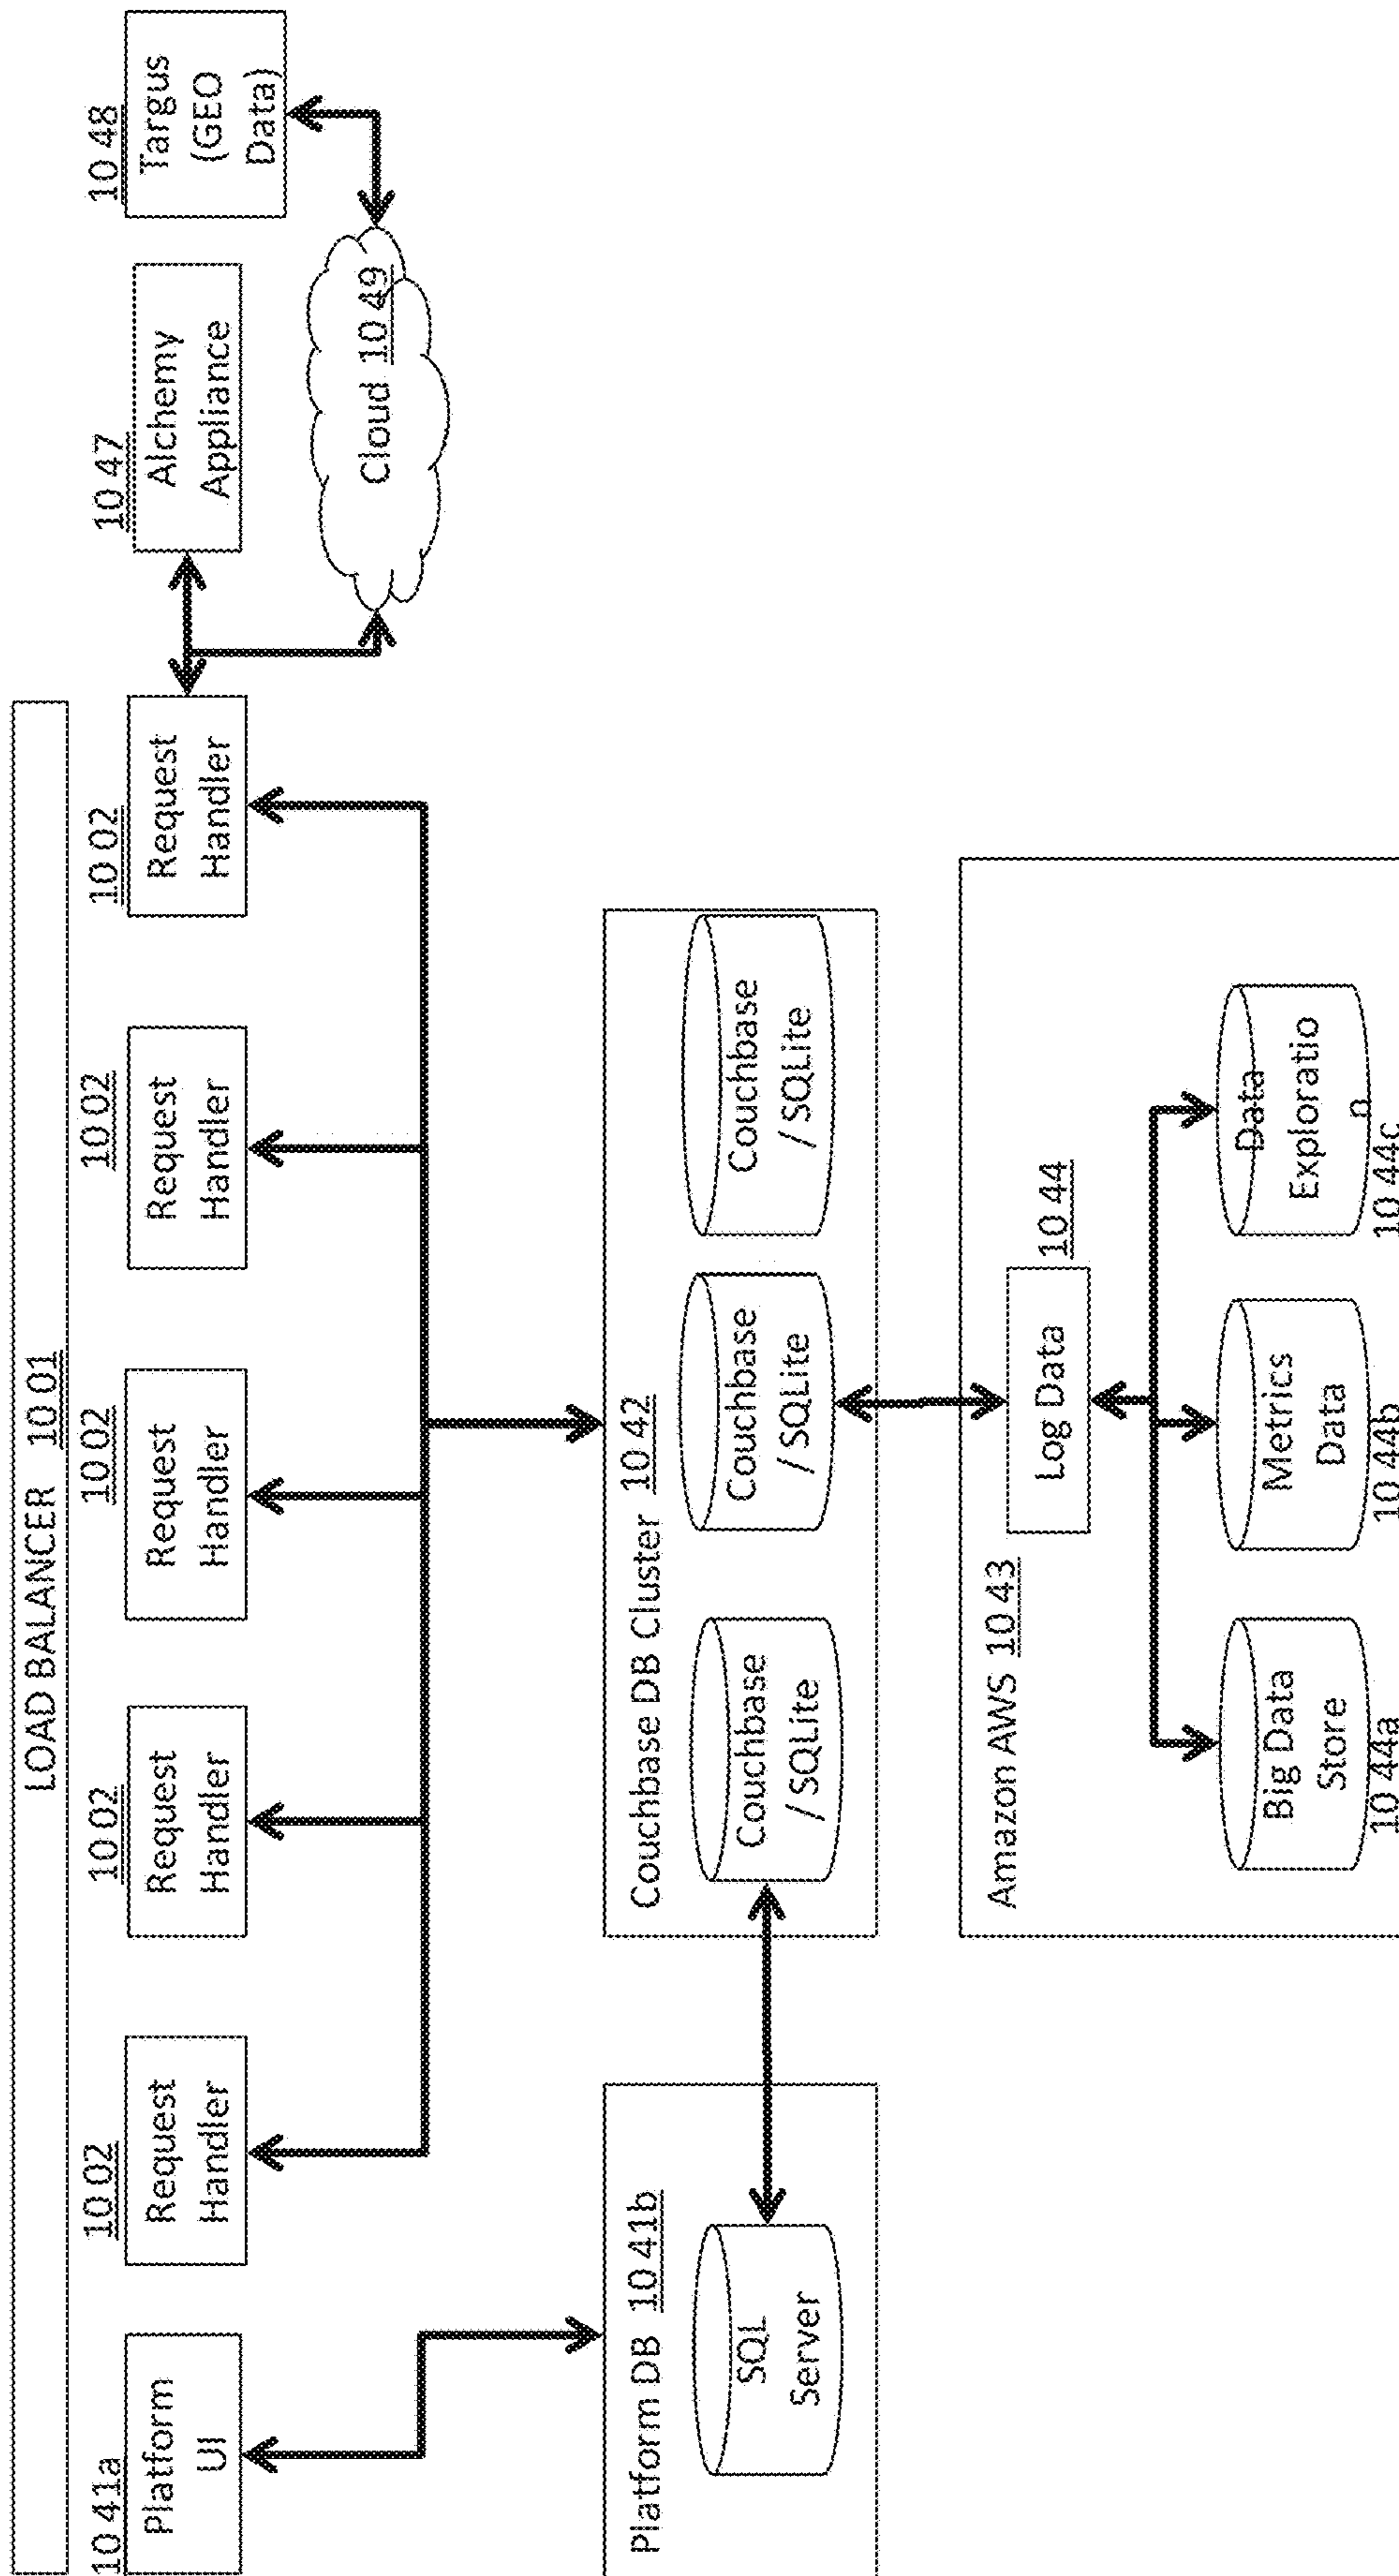 LOAD BALANCER 10 01
10 41a
Platform
UI
10 02
Request
Handler
10 02
Request
Handler
10 02
Request
Handler
10 02
Request
Handler
10 02
Request
Handler
10 47
Alchemy
Appliance
10 48
Targus
(GEO
Data)
Cloud 10 49
Platform DB 10 41b
SQL
Server
Couchbase DB Cluster 10 42
Couchbase
/ SQLite
Couchbase
/ SQLite
Couchbase
/ SQLite
Amazon AWS 10 43
Log Data
10 44
Big Data
Store
10 44a
Metrics
Data
10 44b
Data
Exploratio
n
10 44c